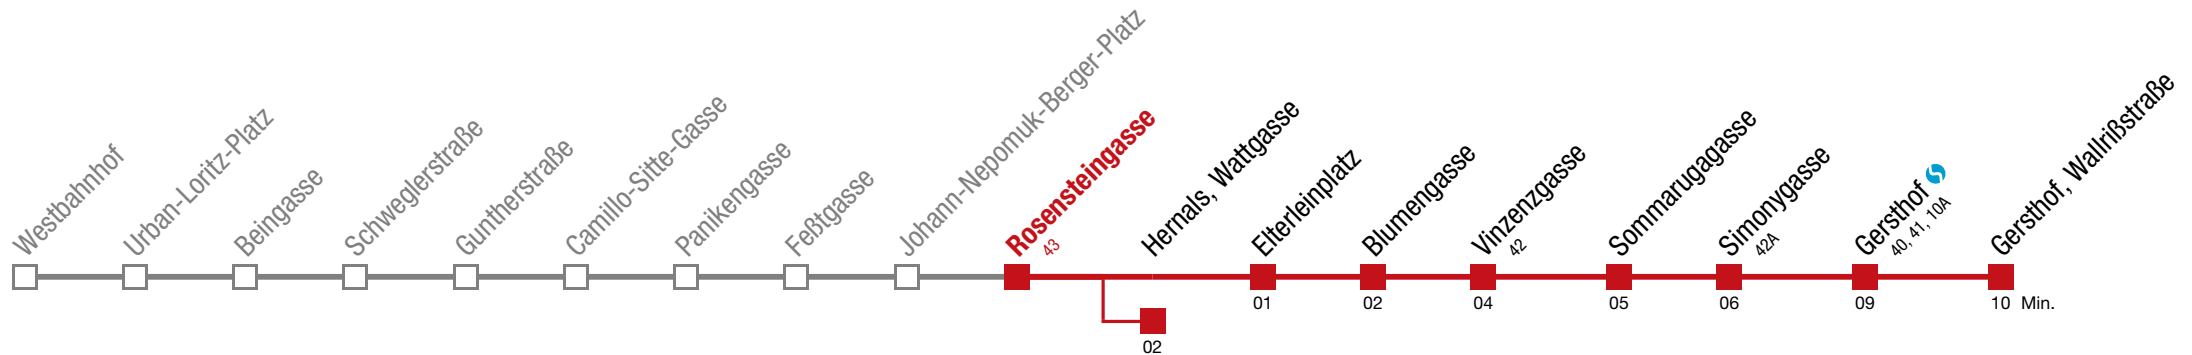 Westbahnhof
Urban-Loritz-Platz
Beingasse
Schweglerstraße
Guntherstraße
Camillo-Sitte-Gasse
Panikengasse
Feßtgasse
Johann-Nepomuk-Berger-Platz
Rosensteingasse
43
Hernals, Wattgasse
Elterleinplatz
Blumengasse
Vinzenzgasse
42
Sommarugagasse
Simonygasse
42A
Gersthof
40, 41, 10A
Gersthof, Wallrißstraße
01
02
04
05
06
09
10 Min.
02